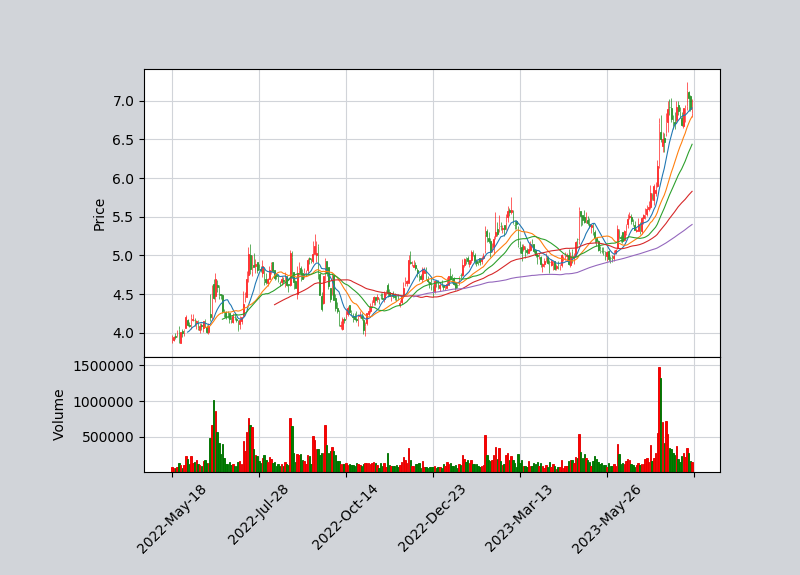 7.0
6.5
6.0
5.5
5.0
4.5
4.0
Price
1500000
1000000
500000
Volume
2022-May-18
2022-Jul-28
2022-Oct-14
2022-Dec-23
2023-Mar-13
2023-May-26